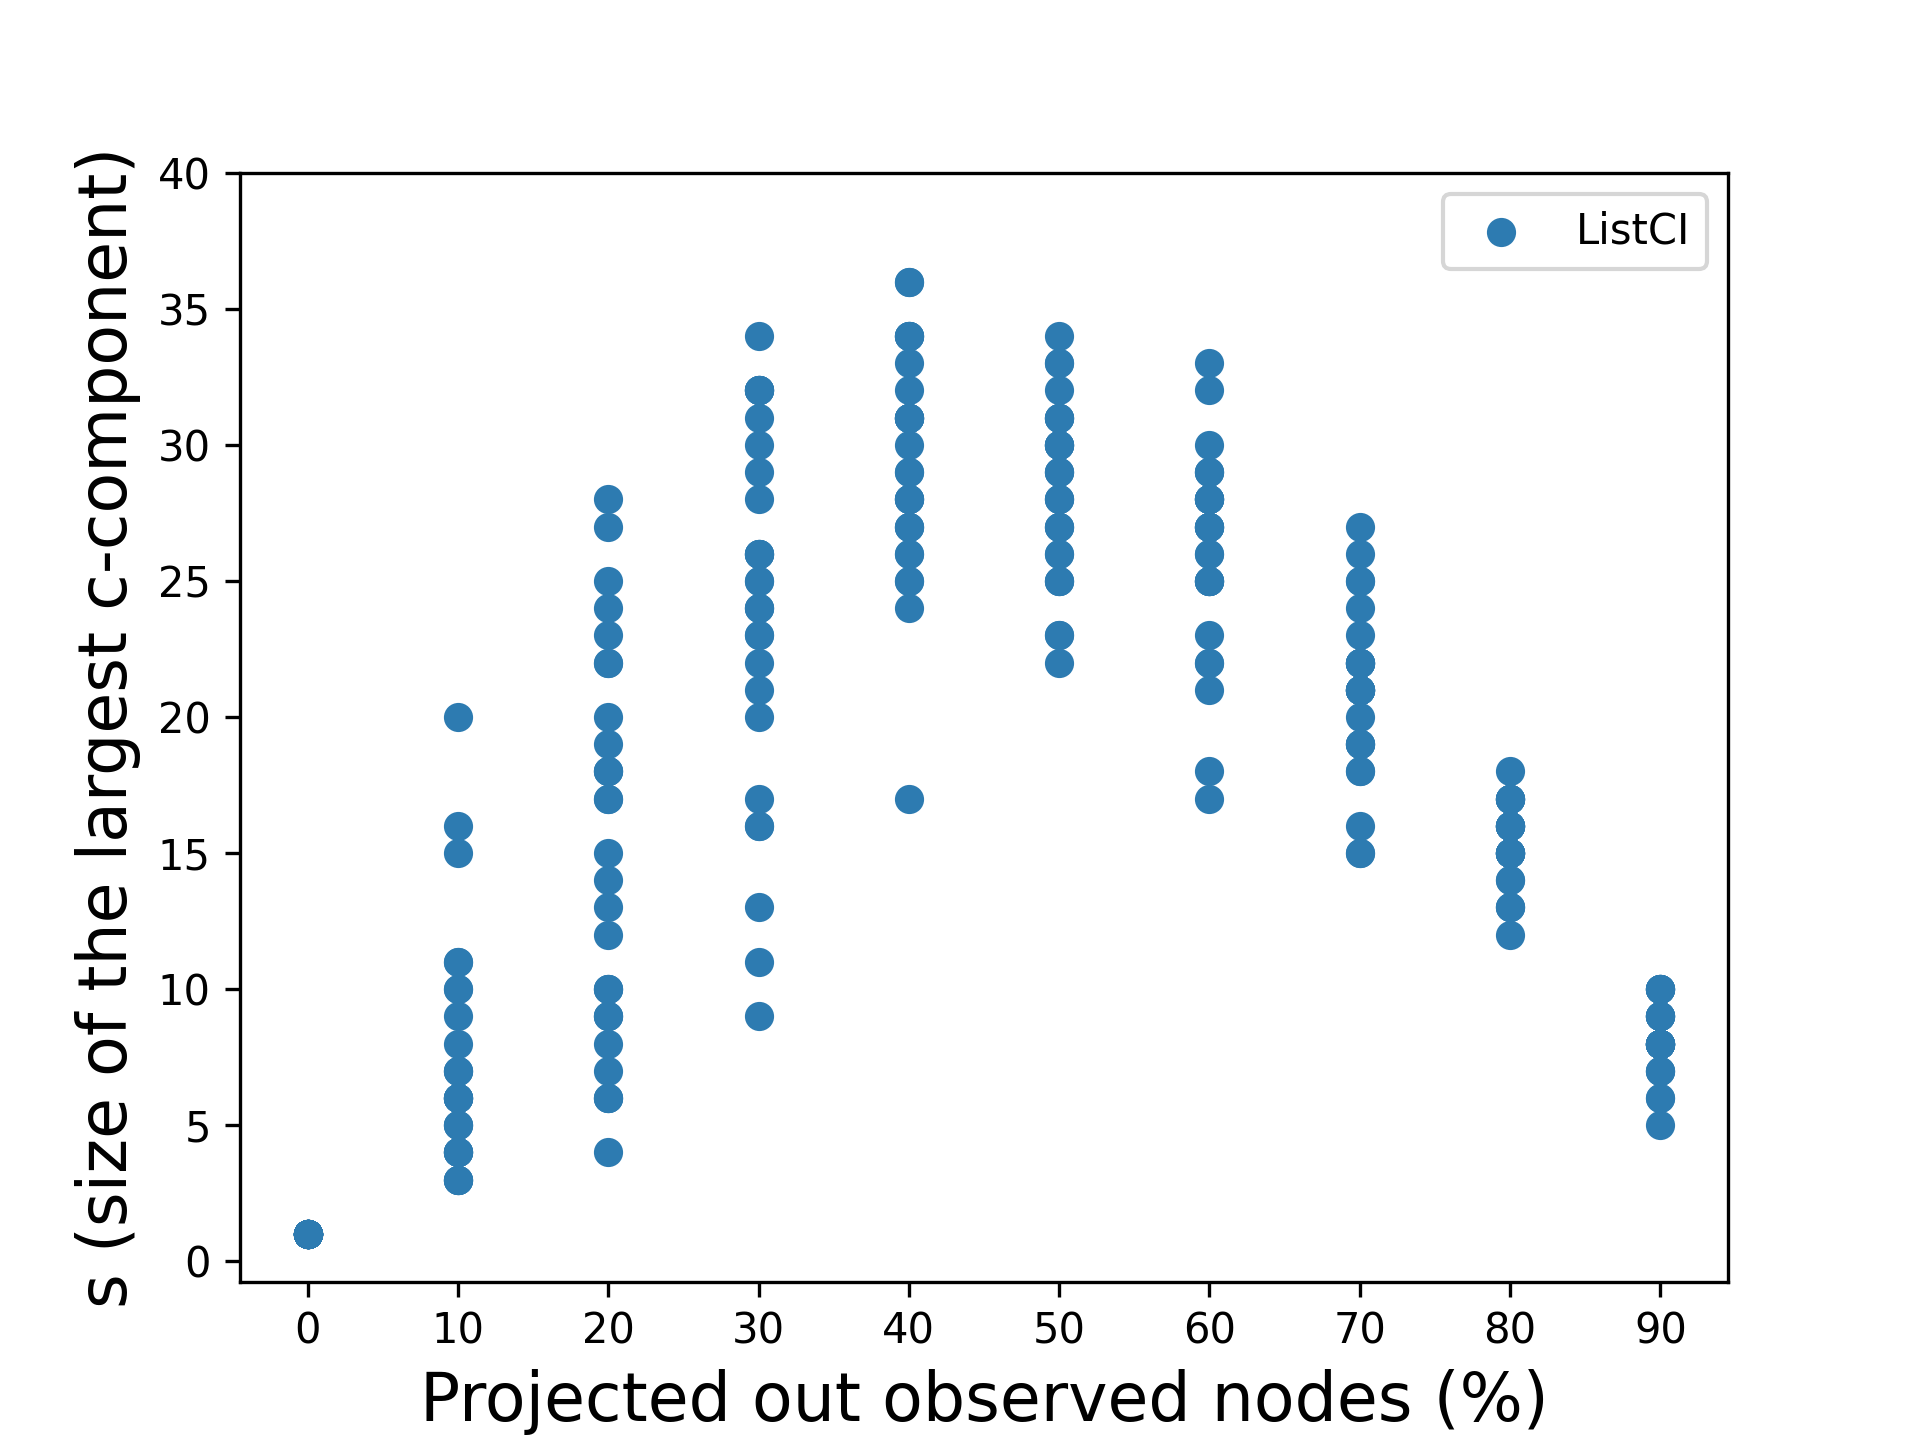 s (size of the largest c-component)
40
35
30
25
20
15
10
5
0
ListCI
0 10 20 30 40 50 60 70 80 90
Projected out observed nodes (%)